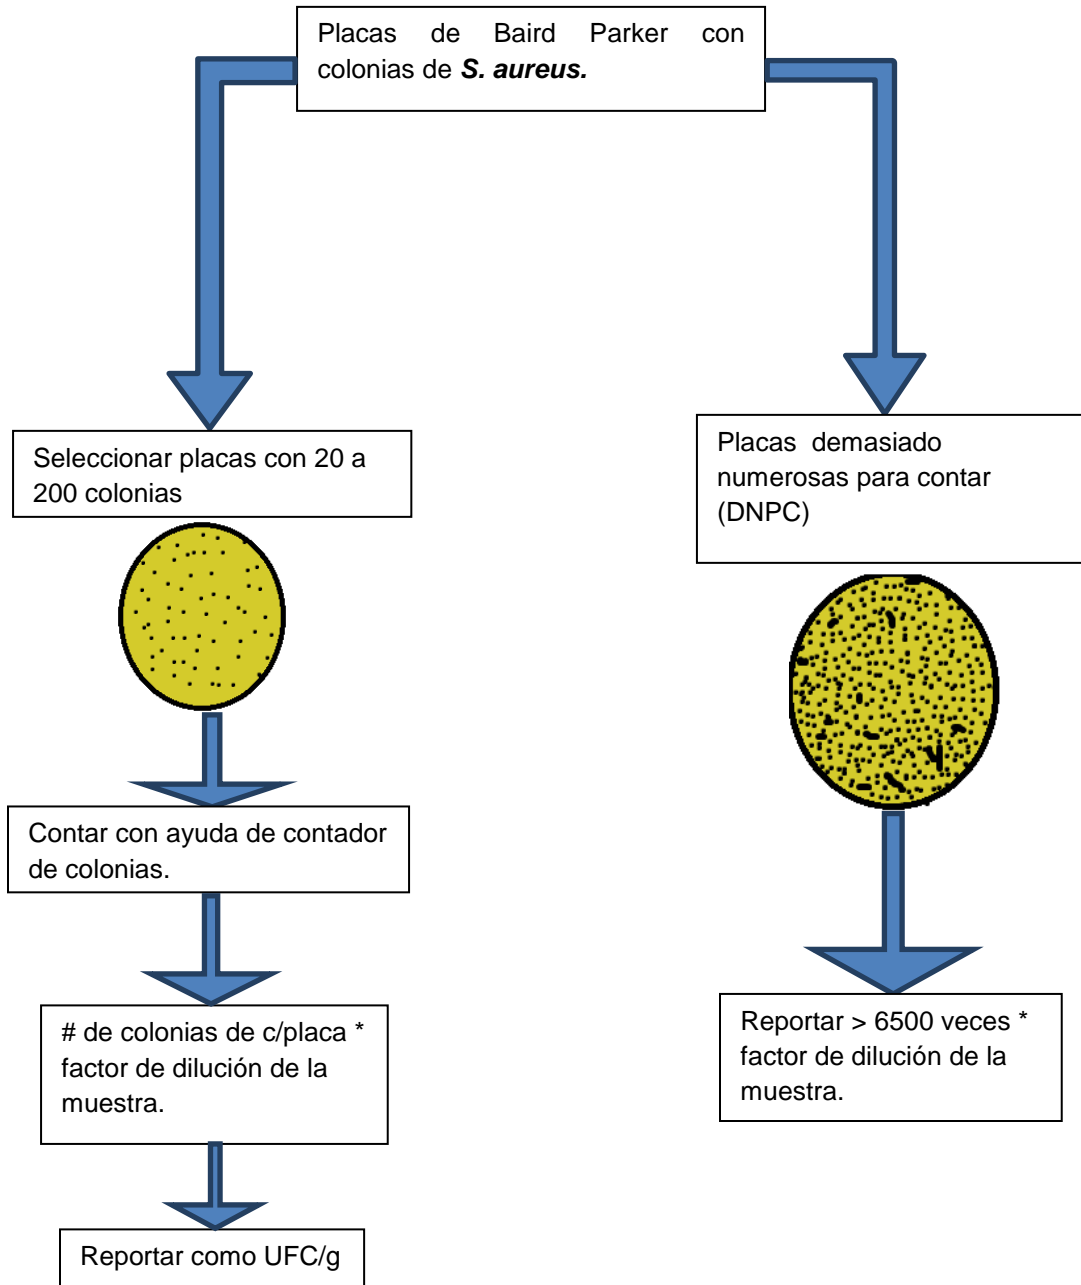 Placas de Baird Parker con
colonias de S. aureus.
Seleccionar placas con 20 a
200 colonias
Placas demasiado
numerosas para contar
(DNPC)
Contar con ayuda de contador
de colonias.
# de colonias de c/placa *
factor de dilución de la
muestra.
Reportar > 6500 veces *
factor de dilución de la
muestra.
Reportar como UFC/g